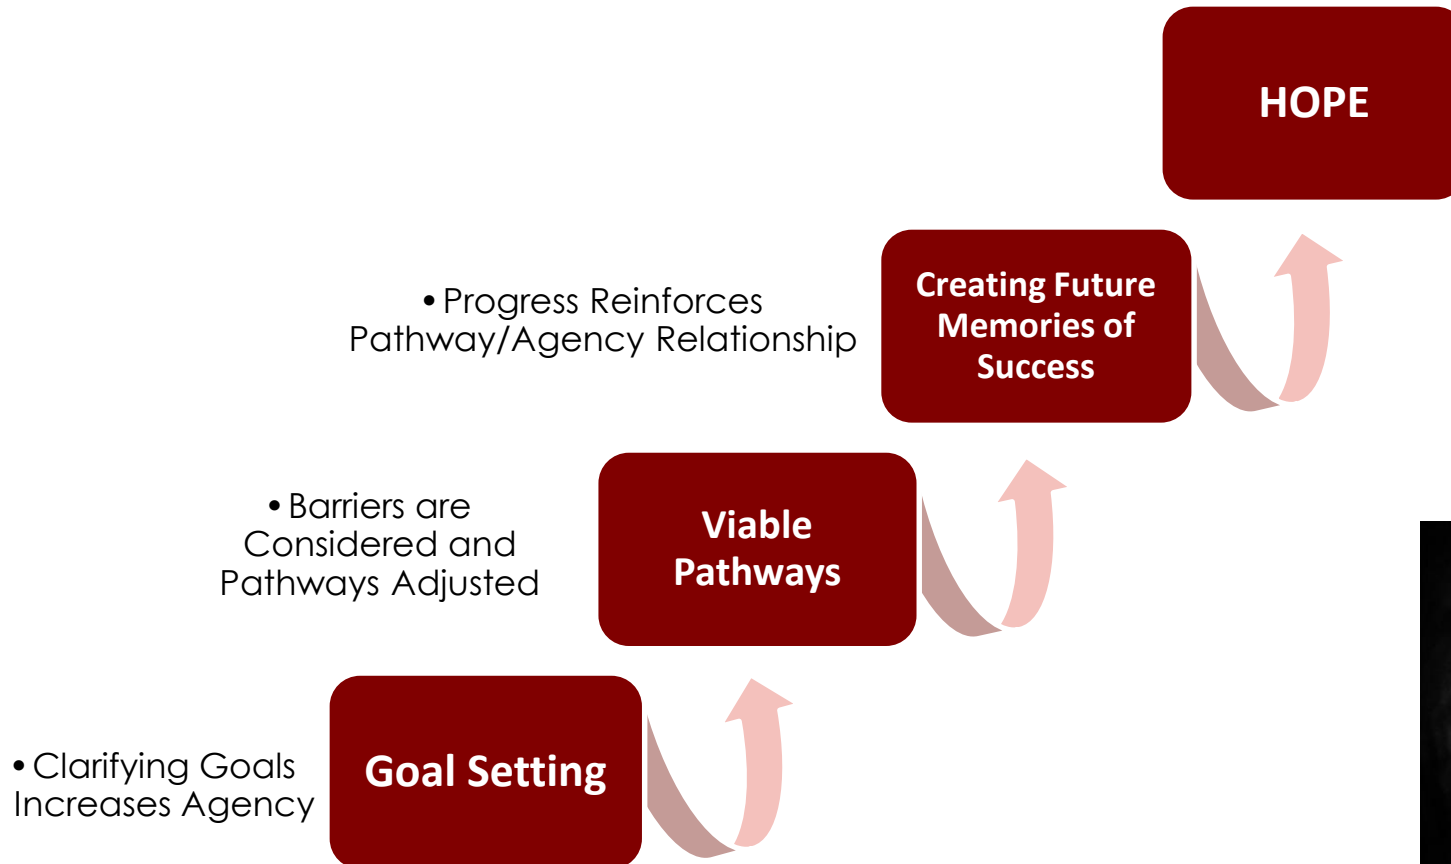 HOPE
• Progress Reinforces
Pathway/Agency Relationship
Creating Future
Memories of
Success
• Barriers are
Considered and
Pathways Adjusted
Viable
Pathways
• Clarifying Goals
Increases Agency
Goal Setting